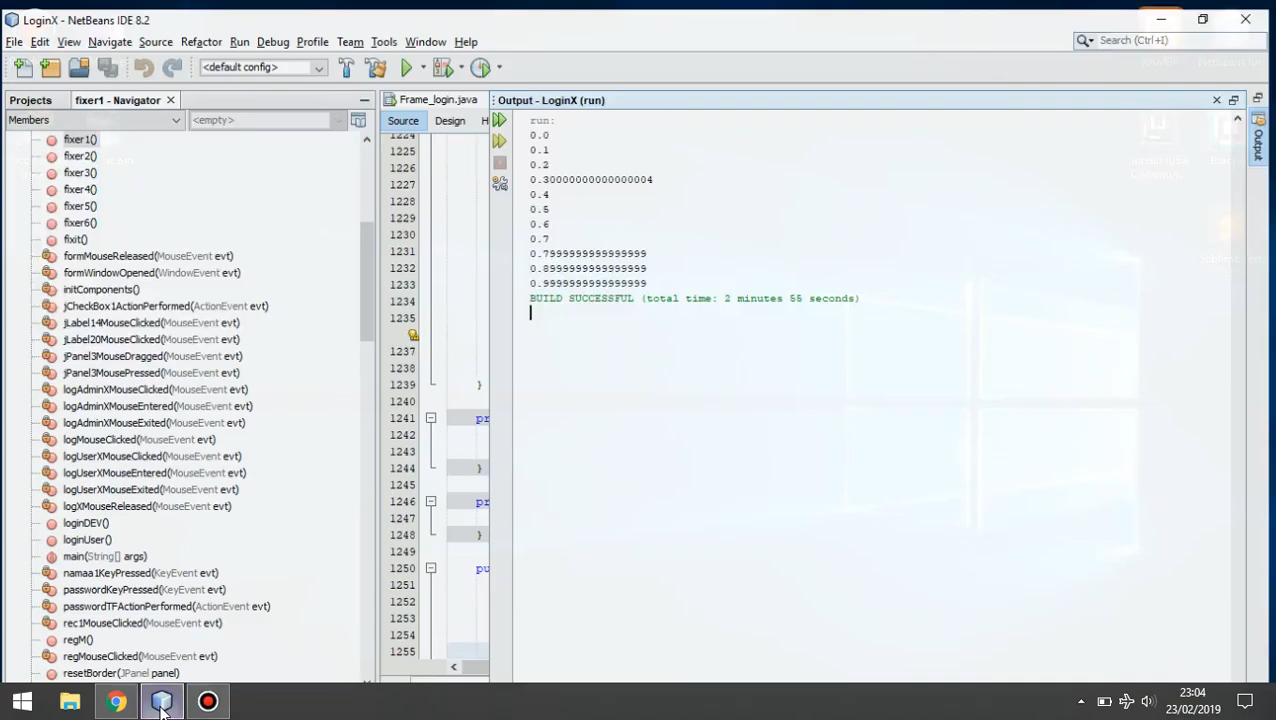 LoginX - NetBeans IDE 8.2
File Edit View Navigate Source Refactor Run Debug Profile Team Tools Window Help
Search (Ctrl+I)
<default config>
Projects
fixer1 - Navigator
Members
<empty>
fixer1()
fixer2()
fixer3()
fixer4()
fixer5()
fixer6()
fixit()
formMouseReleased(MouseEvent evt)
formWindowOpened(WindowEvent evt)
initComponents()
jCheckBox1ActionPerformed(ActionEvent evt)
jLabel14MouseClicked(MouseEvent evt)
jLabel20MouseClicked(MouseEvent evt)
jPanel3MouseDragged(MouseEvent evt)
jPanel3MousePressed(MouseEvent evt)
logAdminXMouseClicked(MouseEvent evt)
logAdminXMouseEntered(MouseEvent evt)
logAdminXMouseExited(MouseEvent evt)
logMouseClicked(MouseEvent evt)
logUserXMouseClicked(MouseEvent evt)
logUserXMouseEntered(MouseEvent evt)
logUserXMouseExited(MouseEvent evt)
logXMouseReleased(MouseEvent evt)
loginDEV()
loginUser()
main(String[] args)
namaa1KeyPressed(KeyEvent evt)
passwordKeyPressed(KeyEvent evt)
passwordTFActionPerformed(ActionEvent evt)
rec1MouseClicked(MouseEvent evt)
regM()
regMouseClicked(MouseEvent evt)
resetBorder(JPanel panel)
Frame_login.java
Source Design H
1224
1225
1226
1227
1228
1229
1230
1231
1232
1233
1234
1235
1237
1238
1239 }
1240
1241 pr
1242
1243
1244 }
1245
1246 pr
1247
1248 }
1249
1250 pu
1251
1252
1253
1254
1255
Output - LoginX (run)
run:
0.0
0.1
0.2
0.30000000000000004
0.4
0.5
0.6
0.7
0.7999999999999999
0.8999999999999999
0.9999999999999999
BUILD SUCCESSFUL (total time: 2 minutes 55 seconds)
Output
23:04
23/02/2019